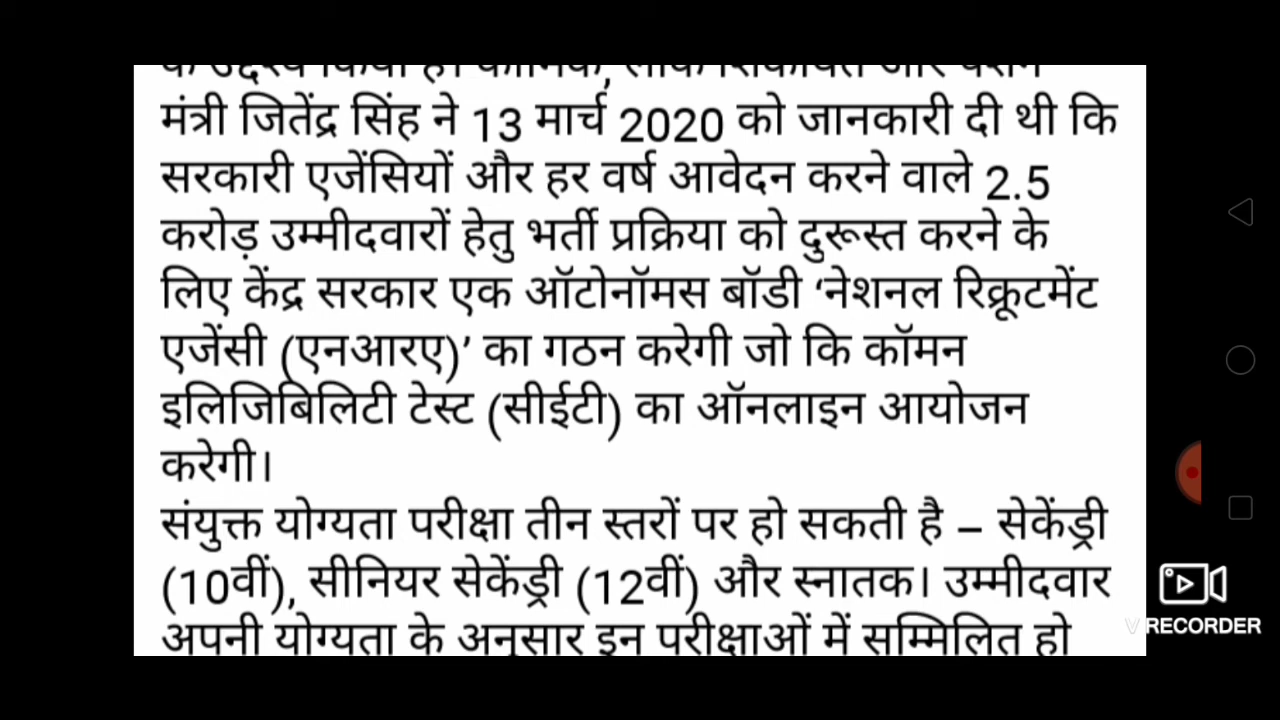 मंत्री जितेंद्र सिंह ने 13 मार्च 2020 को जानकारी दी थी कि
सरकारी एजेंसियों और हर वर्ष आवेदन करने वाले 2.5
करोड़ उम्मीदवारों हेतु भर्ती प्रक्रिया को दुरूस्त करने के
लिए केंद्र सरकार एक ऑटोनॉमस बॉडी ‘नेशनल रिक्रूटमेंट
एजेंसी (एनआरए)’ का गठन करेगी जो कि कॉमन
इलिजिबिलिटी टेस्ट (सीईटी) का ऑनलाइन आयोजन
करेगी।
संयुक्त योग्यता परीक्षा तीन स्तरों पर हो सकती है – सेकेंड्री
(10वीं), सीनियर सेकेंड्री (12वीं) और स्नातक। उम्मीदवार
अपनी योग्यता के अनुसार इन परीक्षाओं में सम्मिलित हो
V RECORDER